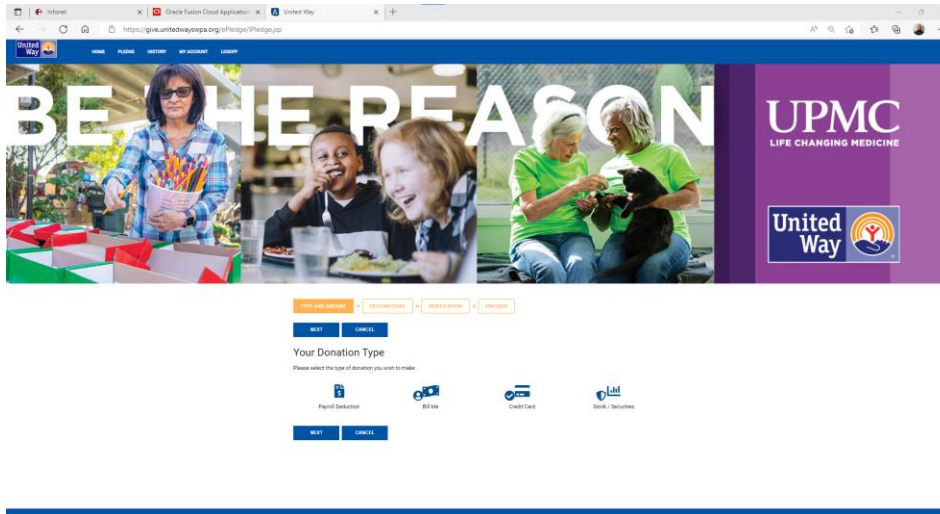 Infonet
Oracle Fusion Cloud Application
United Way
https://give.unitedwayswpa.org/ePledge/IPledge.jsp
United
Way
HOME PLEDGE HISTORY MY ACCOUNT LOGOFF
BE THE REASON
UPMC
LIFE CHANGING MEDICINE
United
Way
TYPE AND AMOUNT DESIGNATIONS VERIFICATION FINISHED
NEXT CANCEL
Your Donation Type
Please select the type of donation you wish to make:
Payroll Deduction Bill Me Credit Card Stock / Securities
NEXT CANCEL